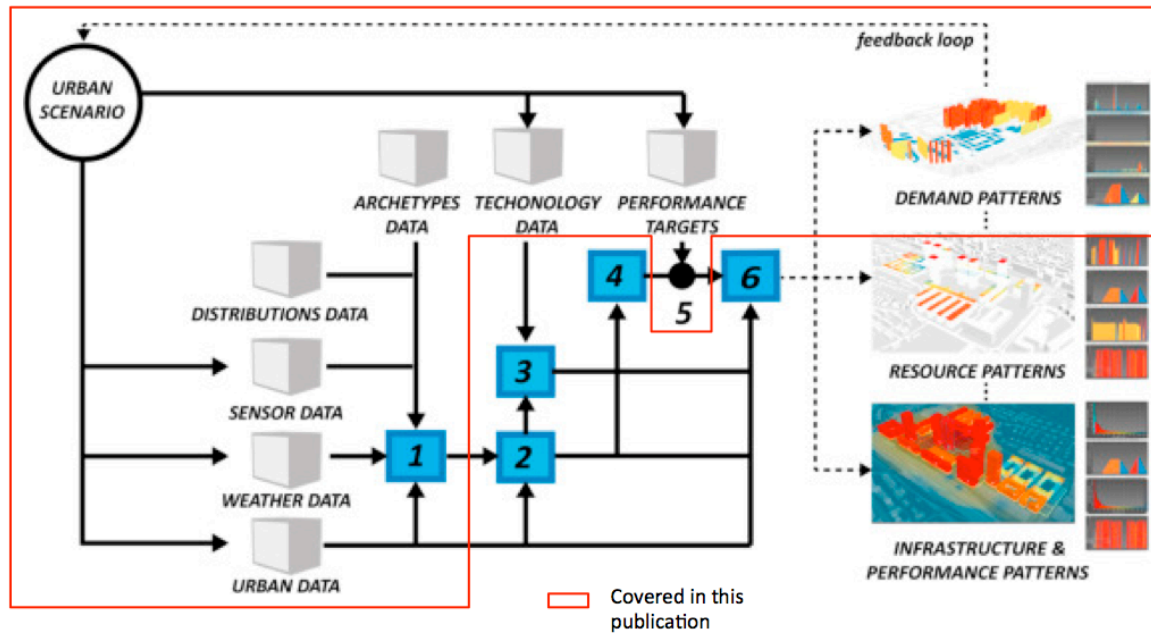 feedback loop
URBAN
SCENARIO
ARCHETYPES
DATA
TECHONOLOGY
DATA
PERFORMANCE
TARGETS
DEMAND PATTERNS
4
6
5
DISTRIBUTIONS DATA
3
RESOURCE PATTERNS
SENSOR DATA
1
2
WEATHER DATA
INFRASTRUCTURE &
PERFORMANCE PATTERNS
URBAN DATA
Covered in this
publication